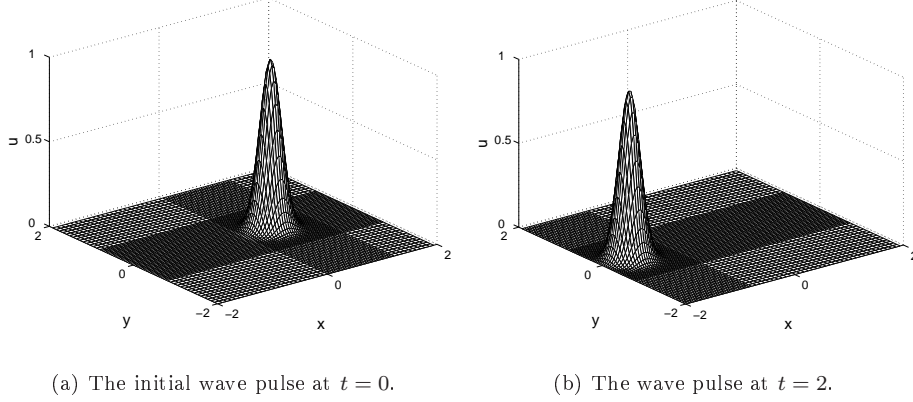 1
0.5
0
u
2
0
−2
y
−2
0
2
x
1
0.5
0
u
2
0
−2
y
−2
0
2
x
(a) The initial wave pulse at t = 0.
(b) The wave pulse at t = 2.